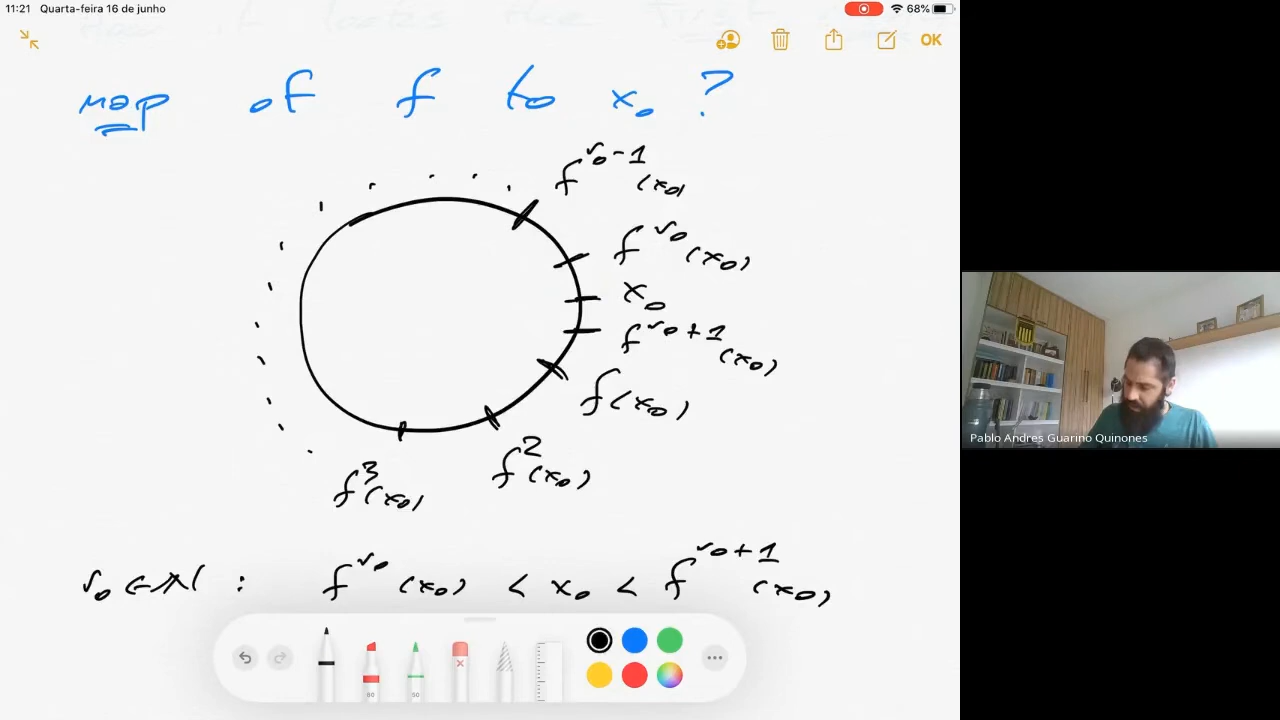 11:21 Quarta-feira 16 de junho
68%
OK
map of f to x₀ ?
f^{r₀-1}(x₀)
f^{r₀}(x₀)
x₀
f^{r₀+1}(x₀)
f(x₀)
f²(x₀)
f³(x₀)
r₀ ∈ ℕ : f^{r₀}(x₀) < x₀ < f^{r₀+1}(x₀)
80
50
Pablo Andres Guarino Quinones